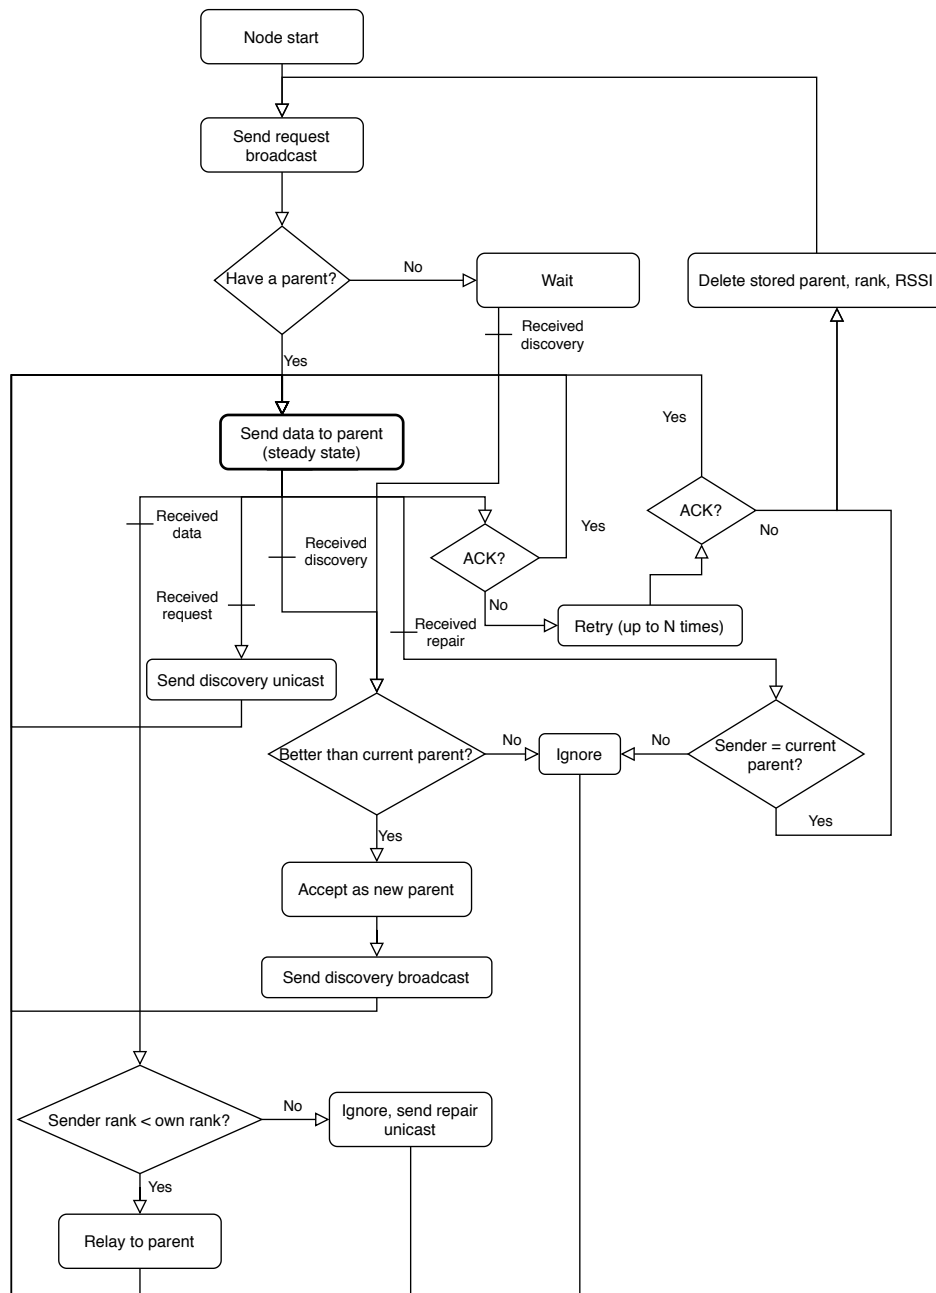 Node start
Send request
broadcast
Have a parent?
No
Wait
Delete stored parent, rank, RSSI
Received
discovery
Yes
Send data to parent
(steady state)
Yes
Received
data
Received
discovery
ACK?
Yes
ACK?
No
Received
request
No
Retry (up to N times)
Received
repair
Send discovery unicast
Better than current parent?
No
Ignore
No
Sender = current
parent?
Yes
Yes
Accept as new parent
Send discovery broadcast
Sender rank < own rank?
No
Ignore, send repair
unicast
Yes
Relay to parent